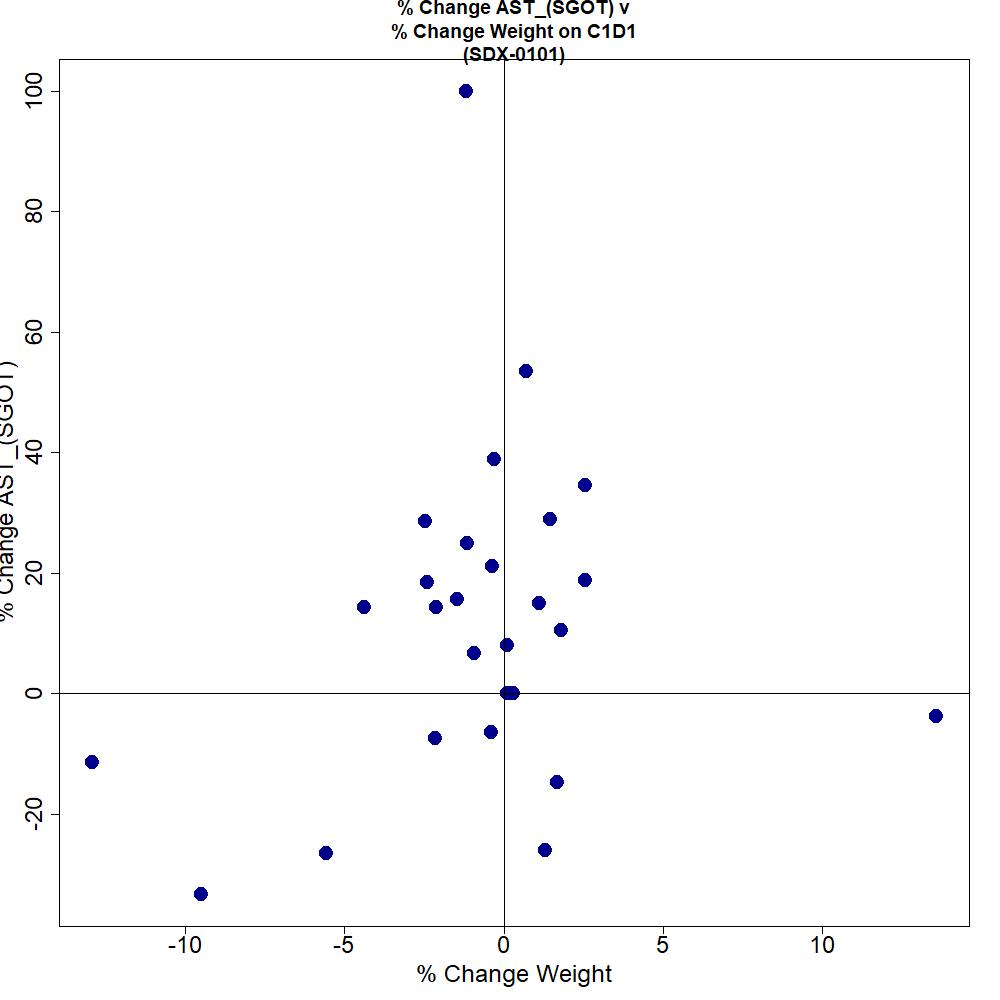 % Change AST_(SGOT) v
% Change Weight on C1D1
(SDX-0101)
% Change AST_(SGOT)
100
80
60
40
20
0
-20
-10
-5
0
5
10
% Change Weight